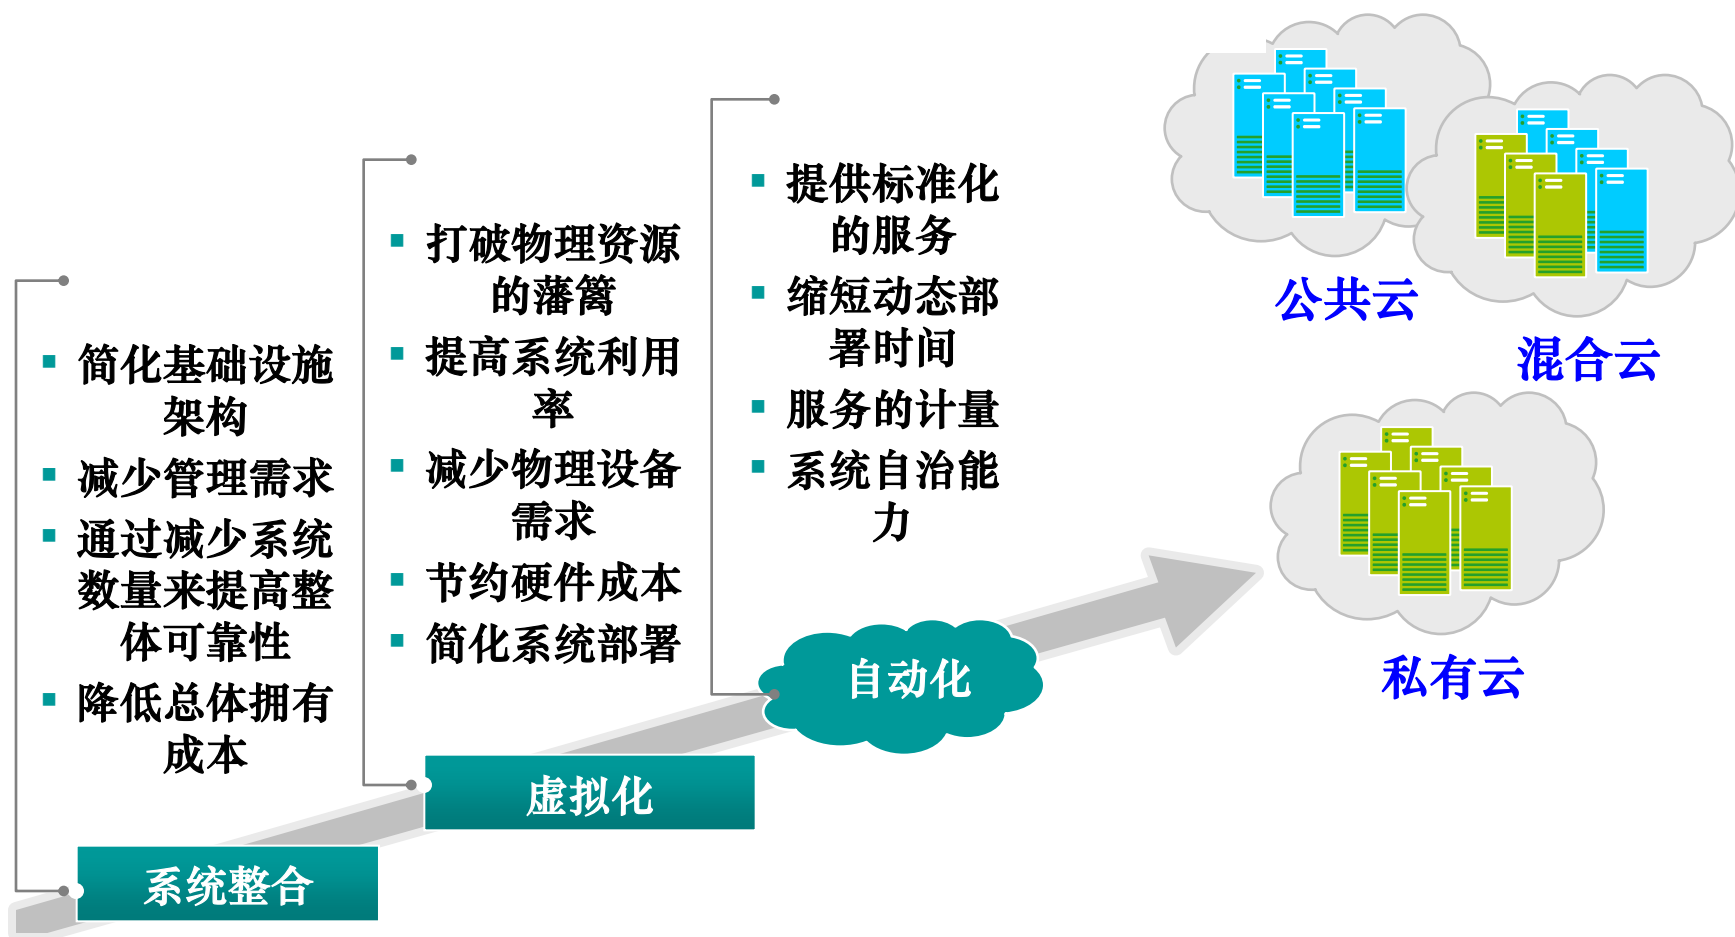 简化基础设施
架构
减少管理需求
通过减少系统
数量来提高整
体可靠性
降低总体拥有
成本
系统整合
打破物理资源
的藩篱
提高系统利用
率
减少物理设备
需求
节约硬件成本
简化系统部署
虚拟化
提供标准化
的服务
缩短动态部
署时间
服务的计量
系统自治能
力
自动化
公共云
混合云
私有云